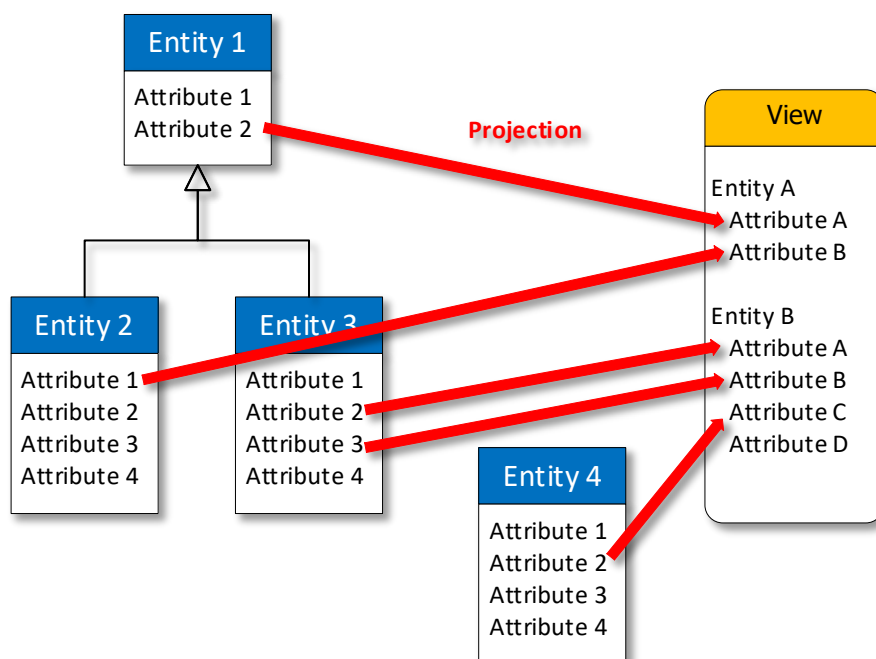 Entity 1
Attribute 1
Attribute 2
Projection
View
Entity A
Attribute A
Attribute B
Entity B
Attribute A
Attribute B
Attribute C
Attribute D
Entity 2
Attribute 1
Attribute 2
Attribute 3
Attribute 4
Entity 3
Attribute 1
Attribute 2
Attribute 3
Attribute 4
Entity 4
Attribute 1
Attribute 2
Attribute 3
Attribute 4